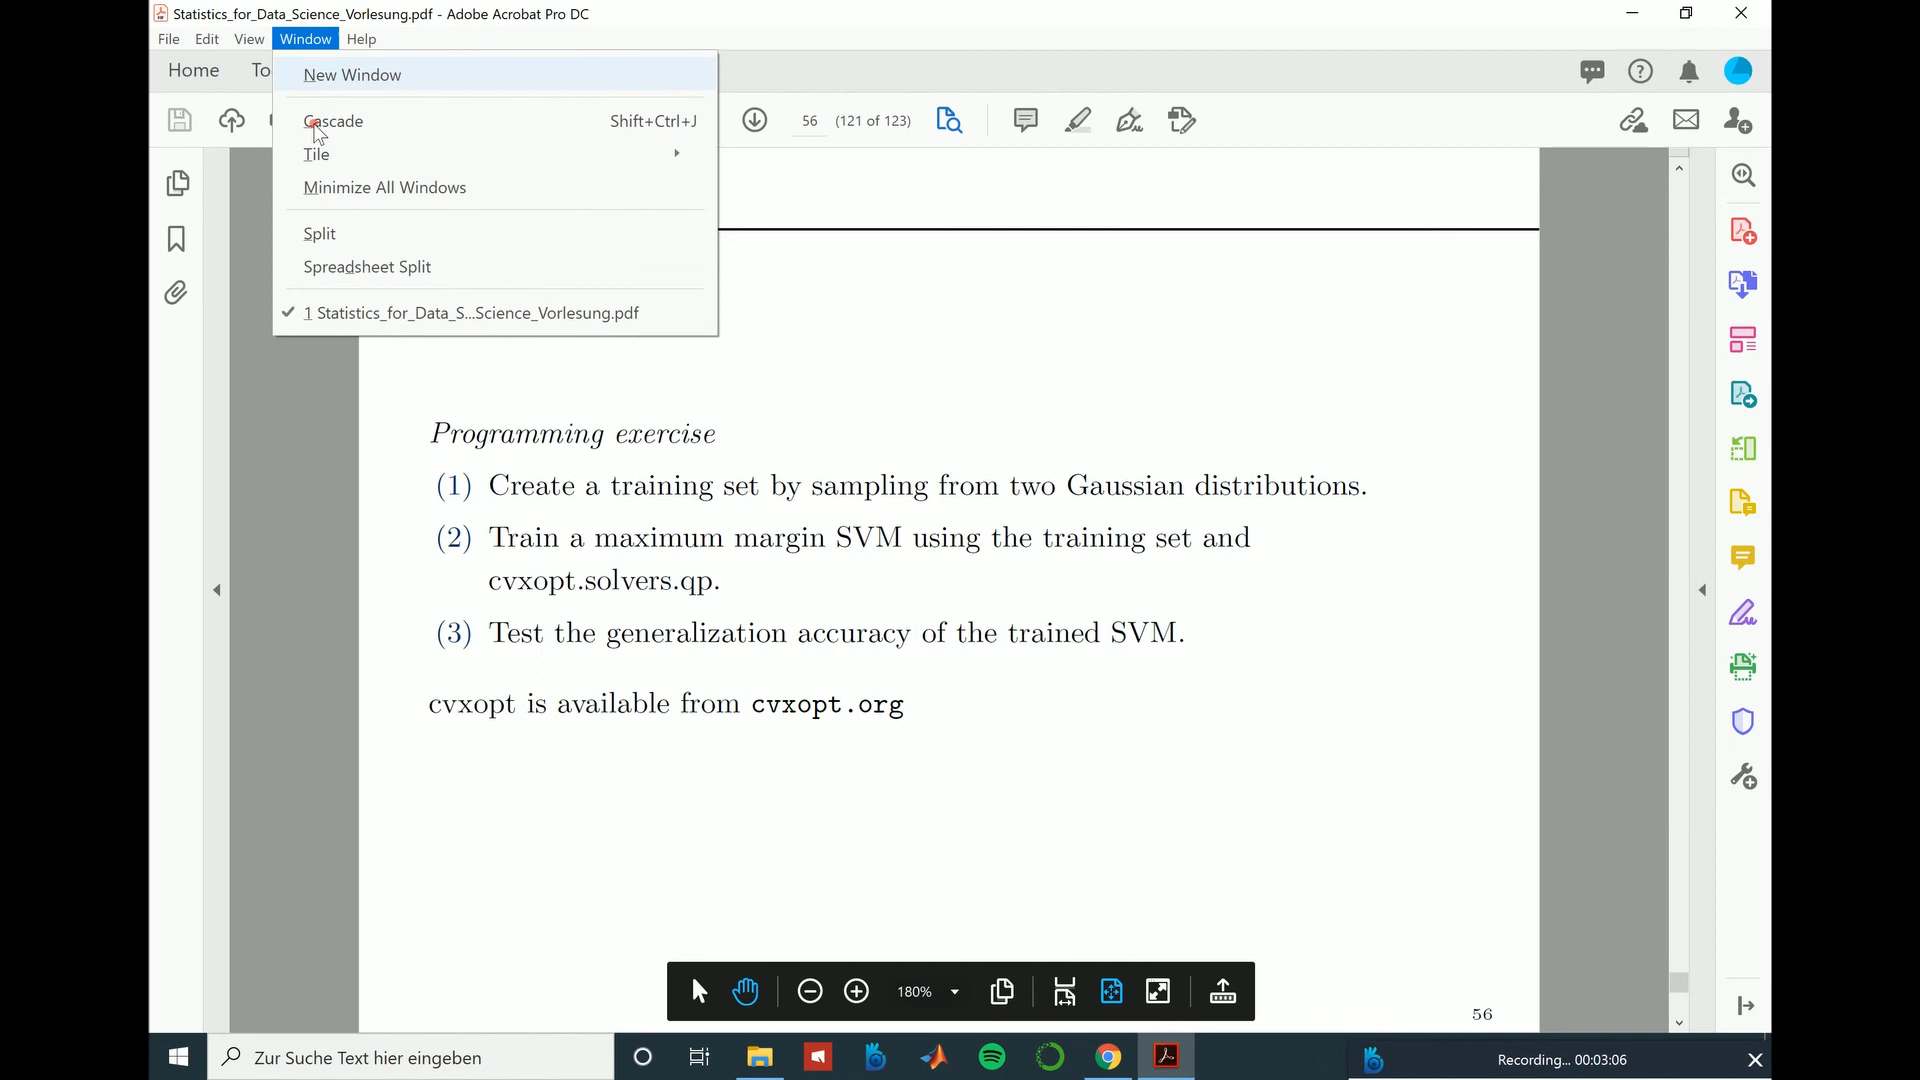 Statistics_for_Data_Science_Vorlesung.pdf - Adobe Acrobat Pro DC
File Edit View Window Help
Home To
New Window
Cascade Shift+Ctrl+J
Tile
Minimize All Windows
Split
Spreadsheet Split
1 Statistics_for_Data_S...Science_Vorlesung.pdf
56 (121 of 123)
Programming exercise
(1) Create a training set by sampling from two Gaussian distributions.
(2) Train a maximum margin SVM using the training set and
cvxopt.solvers.qp.
(3) Test the generalization accuracy of the trained SVM.
cvxopt is available from cvxopt.org
180%
56
Zur Suche Text hier eingeben
Recording... 00:03:06